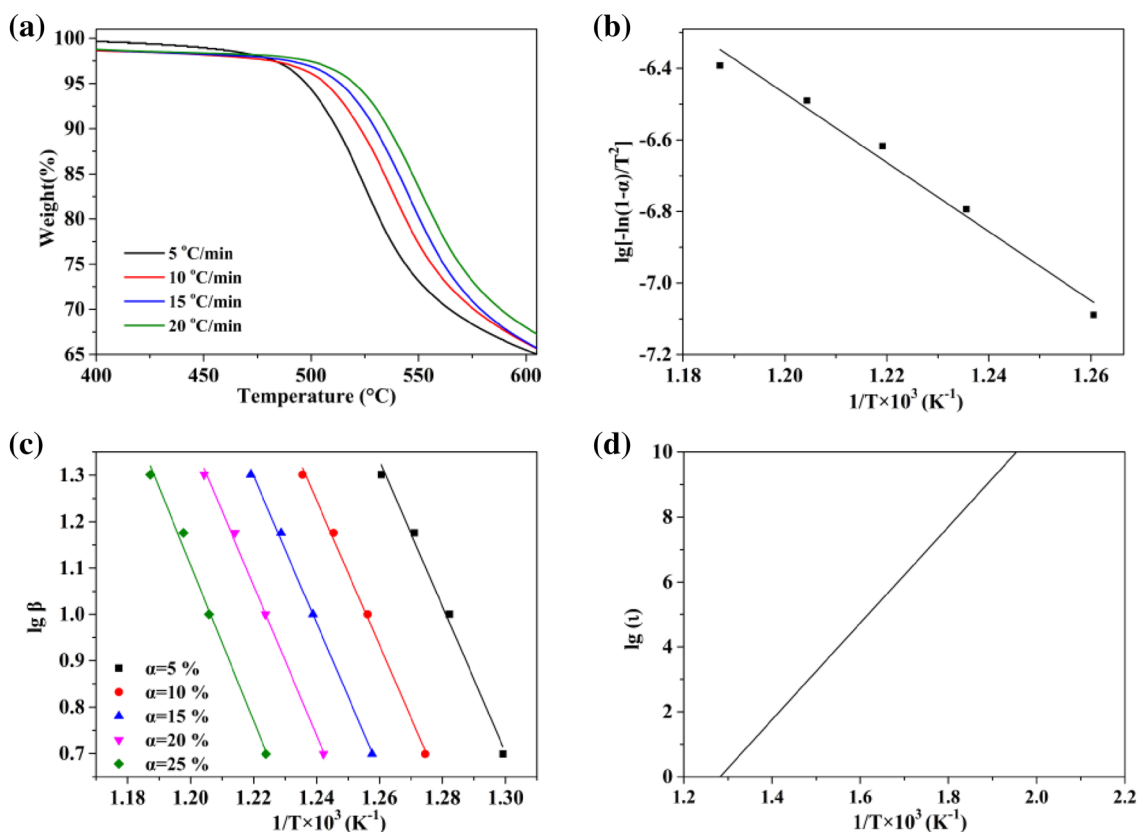 (a)
100
95
90
85
80
75
70
65
Weight(%)
5 °C/min
10 °C/min
15 °C/min
20 °C/min
400
450
500
550
600
Temperature (°C)
(b)
-6.4
-6.6
-6.8
-7.0
-7.2
lg[-ln(1-α)/T²]
1.18
1.20
1.22
1.24
1.26
1/T×10³ (K⁻¹)
(c)
1.3
1.2
1.1
1.0
0.9
0.8
0.7
lg β
α=5 %
α=10 %
α=15 %
α=20 %
α=25 %
1.18
1.20
1.22
1.24
1.26
1.28
1.30
1/T×10³ (K⁻¹)
(d)
10
8
6
4
2
0
lg (ι)
1.2
1.4
1.6
1.8
2.0
2.2
1/T×10³ (K⁻¹)